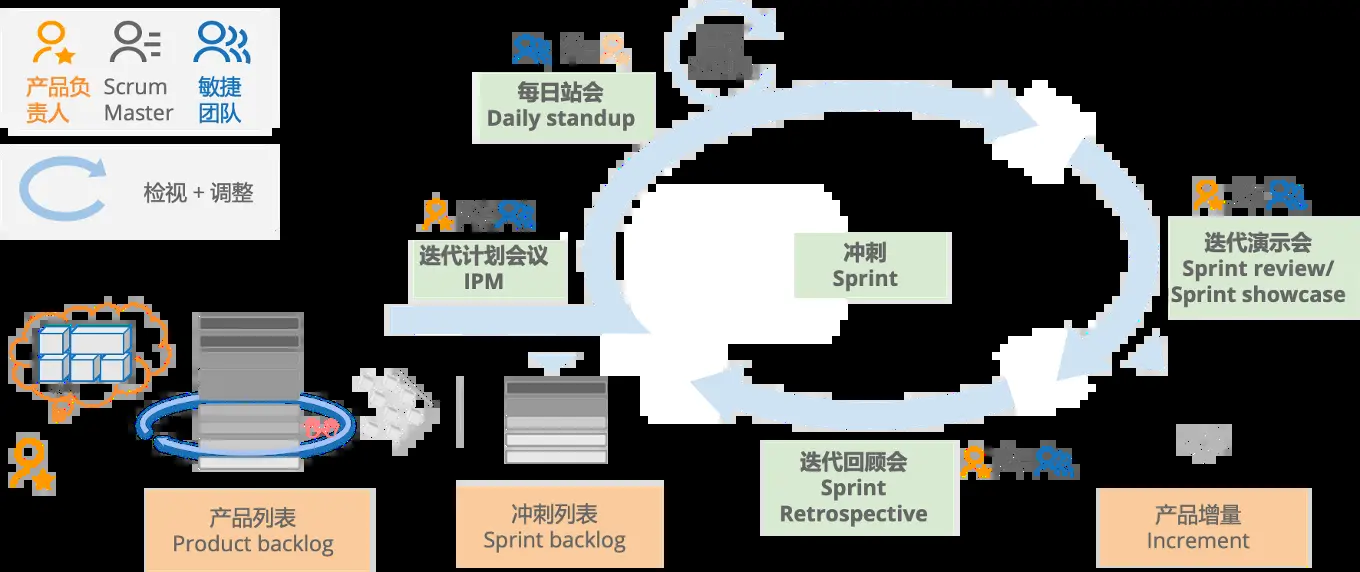 产品负
责人
Scrum
Master
敏捷
团队
检视 + 调整
每日站会
Daily standup
迭代计划会议
IPM
冲刺
Sprint
迭代演示会
Sprint review/
Sprint showcase
迭代回顾会
Sprint
Retrospective
产品列表
Product backlog
冲刺列表
Sprint backlog
产品增量
Increment